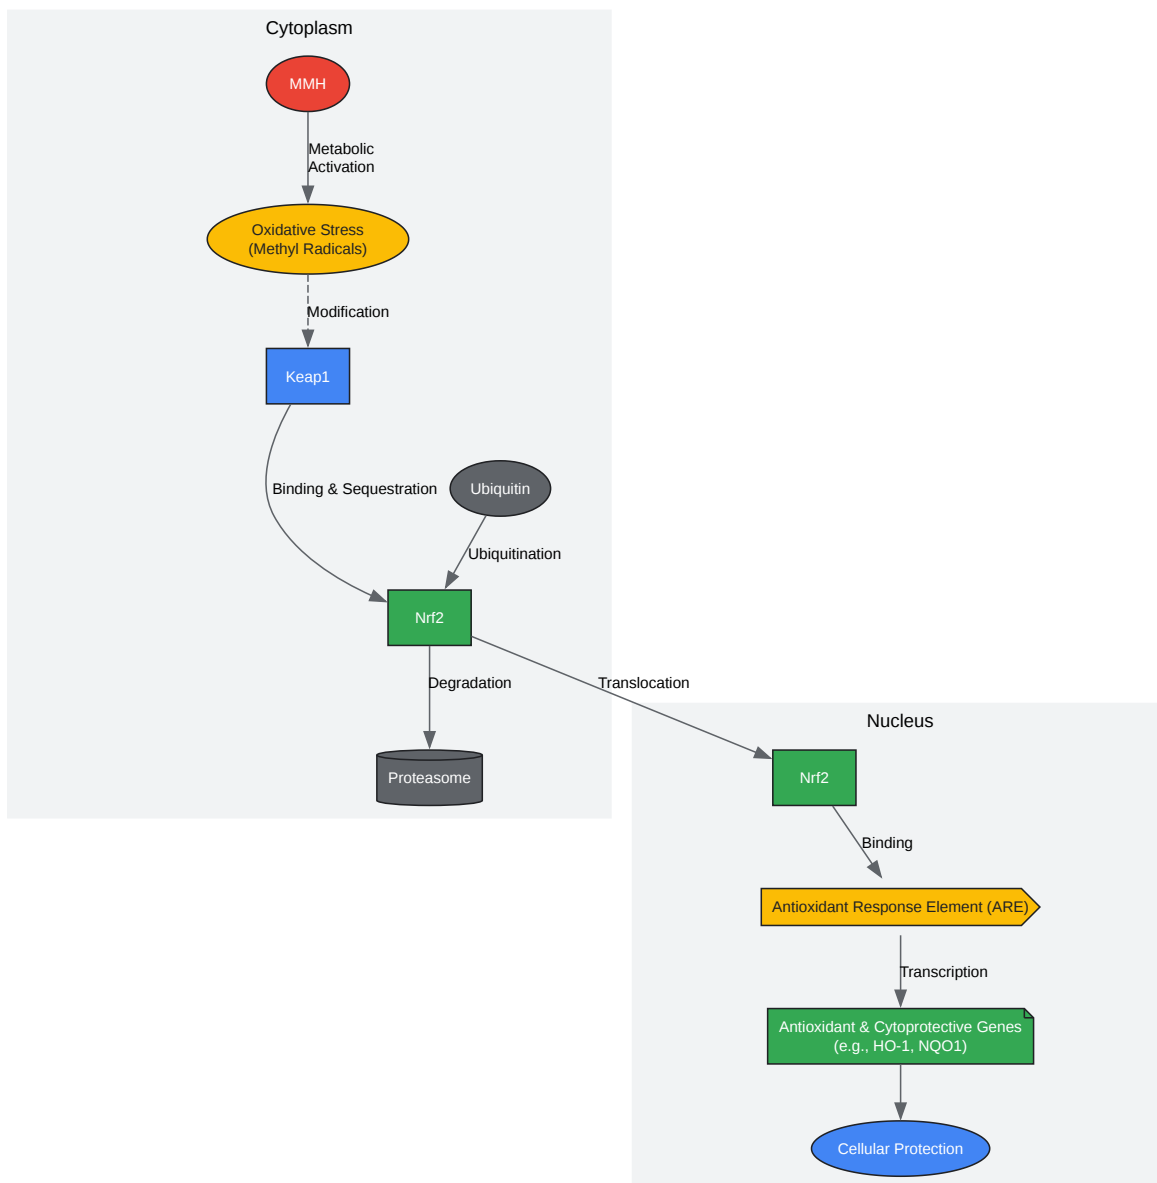 Cytoplasm
MMH
Metabolic
Activation
Oxidative Stress
(Methyl Radicals)
Modification
Keap1
Binding & Sequestration
Ubiquitin
Ubiquitination
Nrf2
Degradation
Translocation
Proteasome
Nucleus
Nrf2
Binding
Antioxidant Response Element (ARE)
Transcription
Antioxidant & Cytoprotective Genes
(e.g., HO-1, NQO1)
Cellular Protection